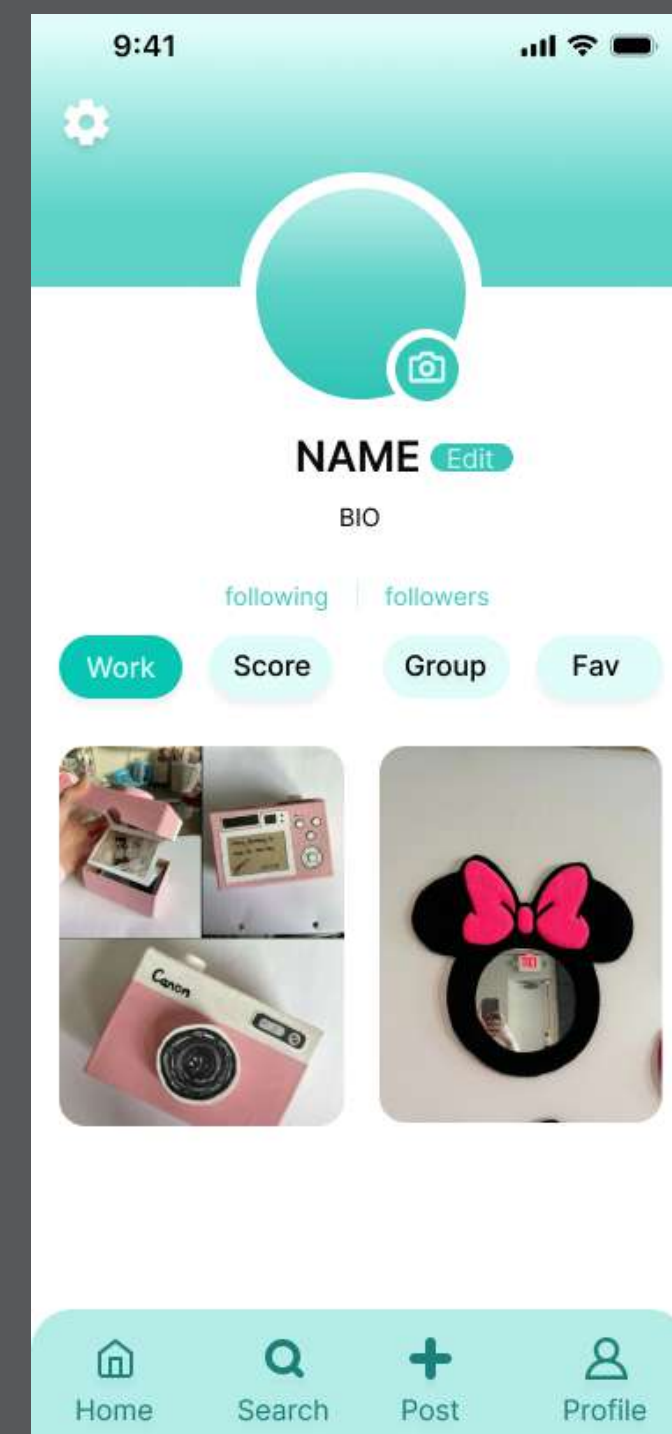 9:41
NAME Edit
BIO
following followers
Work Score Group Fav
Canon
Home Search Post Profile